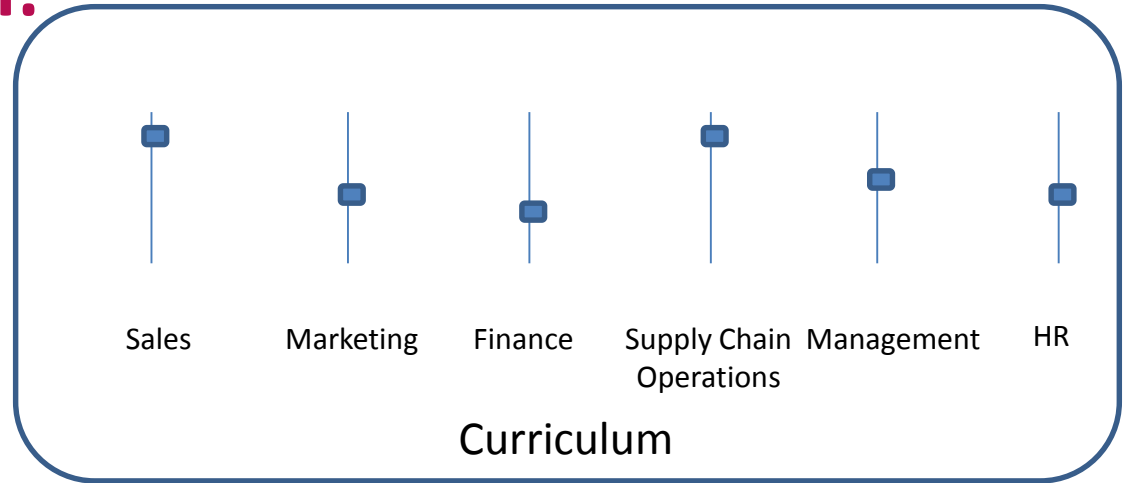 Sales
Marketing
Finance
Supply Chain
Operations
Management
HR
Curriculum